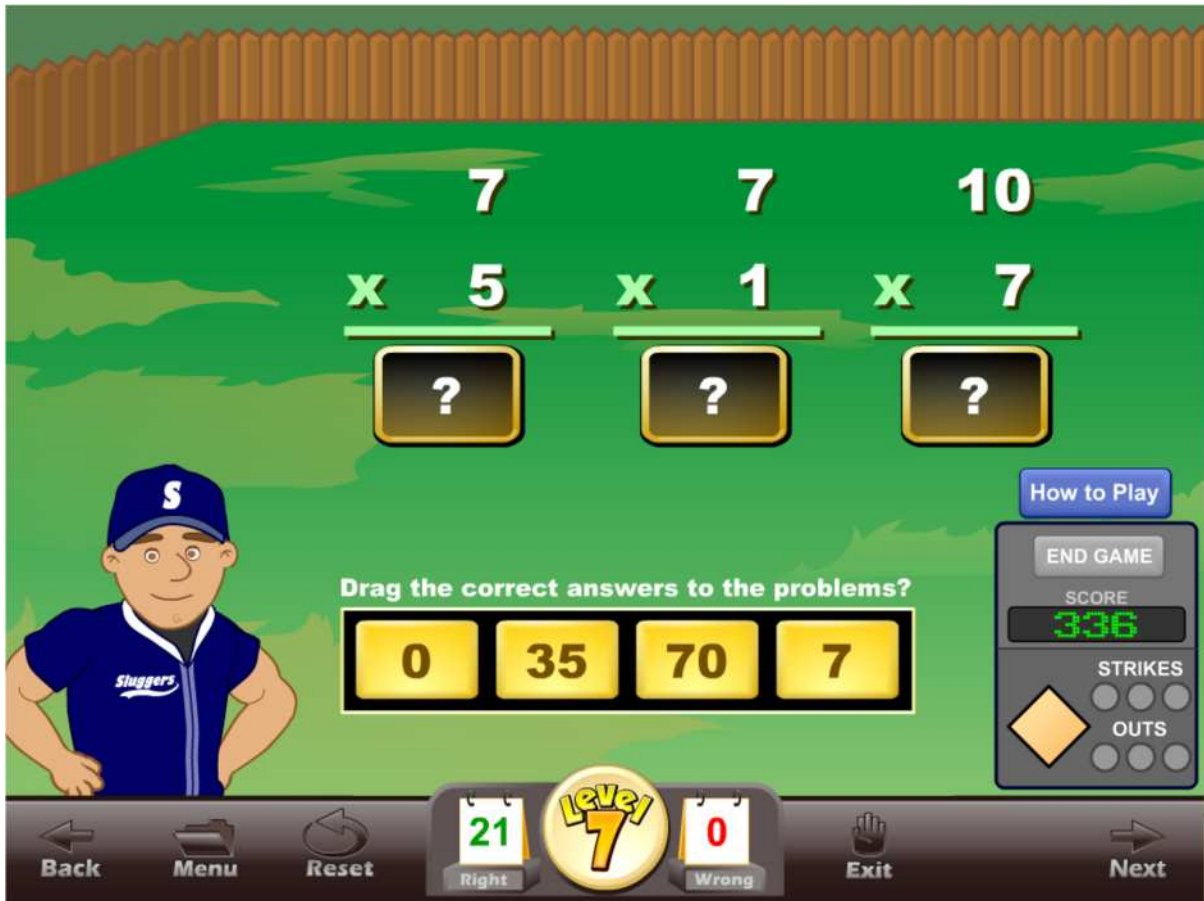 7 7 10
x 5 x 1 x 7
? ? ?
S
How to Play
END GAME
SCORE
336
Drag the correct answers to the problems?
0 35 70 7
STRIKES
OUTS
Sluggers
Back Menu Reset 21 Right Level 7 0 Wrong Exit Next